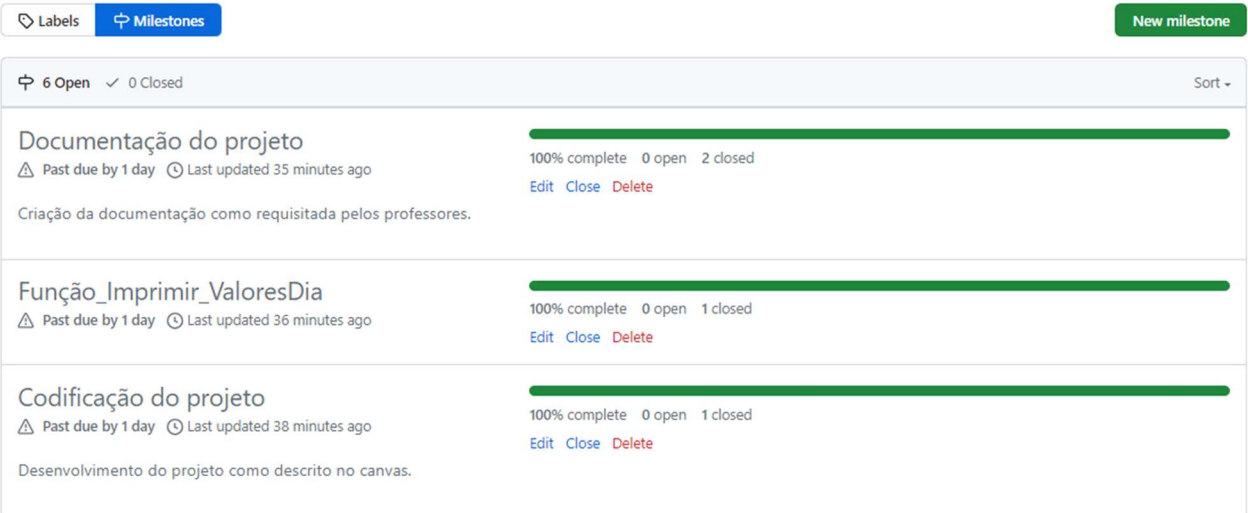 Labels Milestones New milestone
6 Open 0 Closed Sort
Documentação do projeto
Past due by 1 day Last updated 35 minutes ago
100% complete 0 open 2 closed
Edit Close Delete
Criação da documentação como requisitada pelos professores.
Função_Imprimir_ValoresDia
Past due by 1 day Last updated 36 minutes ago
100% complete 0 open 1 closed
Edit Close Delete
Codificação do projeto
Past due by 1 day Last updated 38 minutes ago
100% complete 0 open 1 closed
Edit Close Delete
Desenvolvimento do projeto como descrito no canvas.